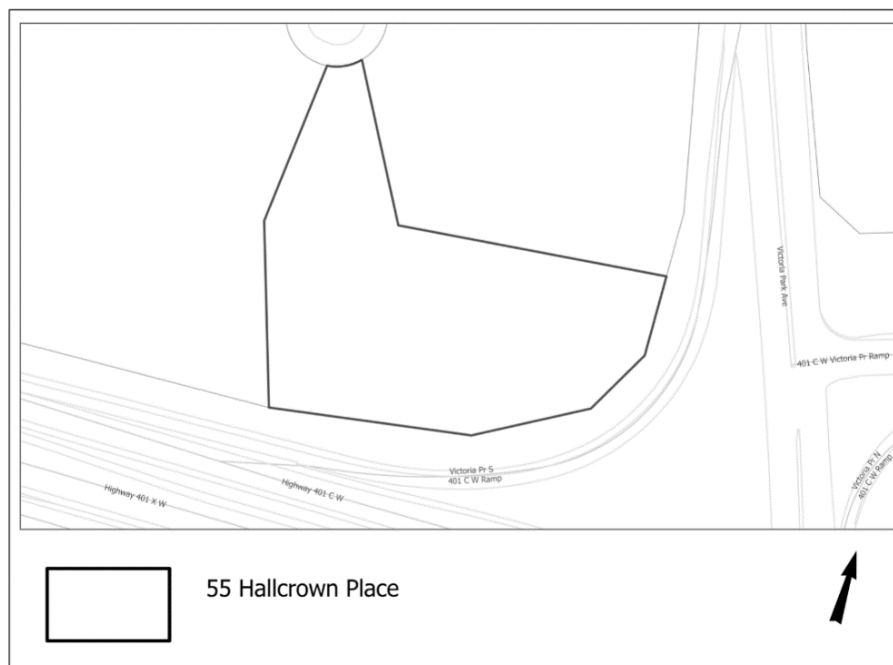 Victoria Park Ave
401 C W Victoria Pr Ramp
Victoria Pr S
401 C W Ramp
Victoria Pr N
401 C W Ramp
Highway 401 X W
Highway 401 C W
55 Hallcrown Place